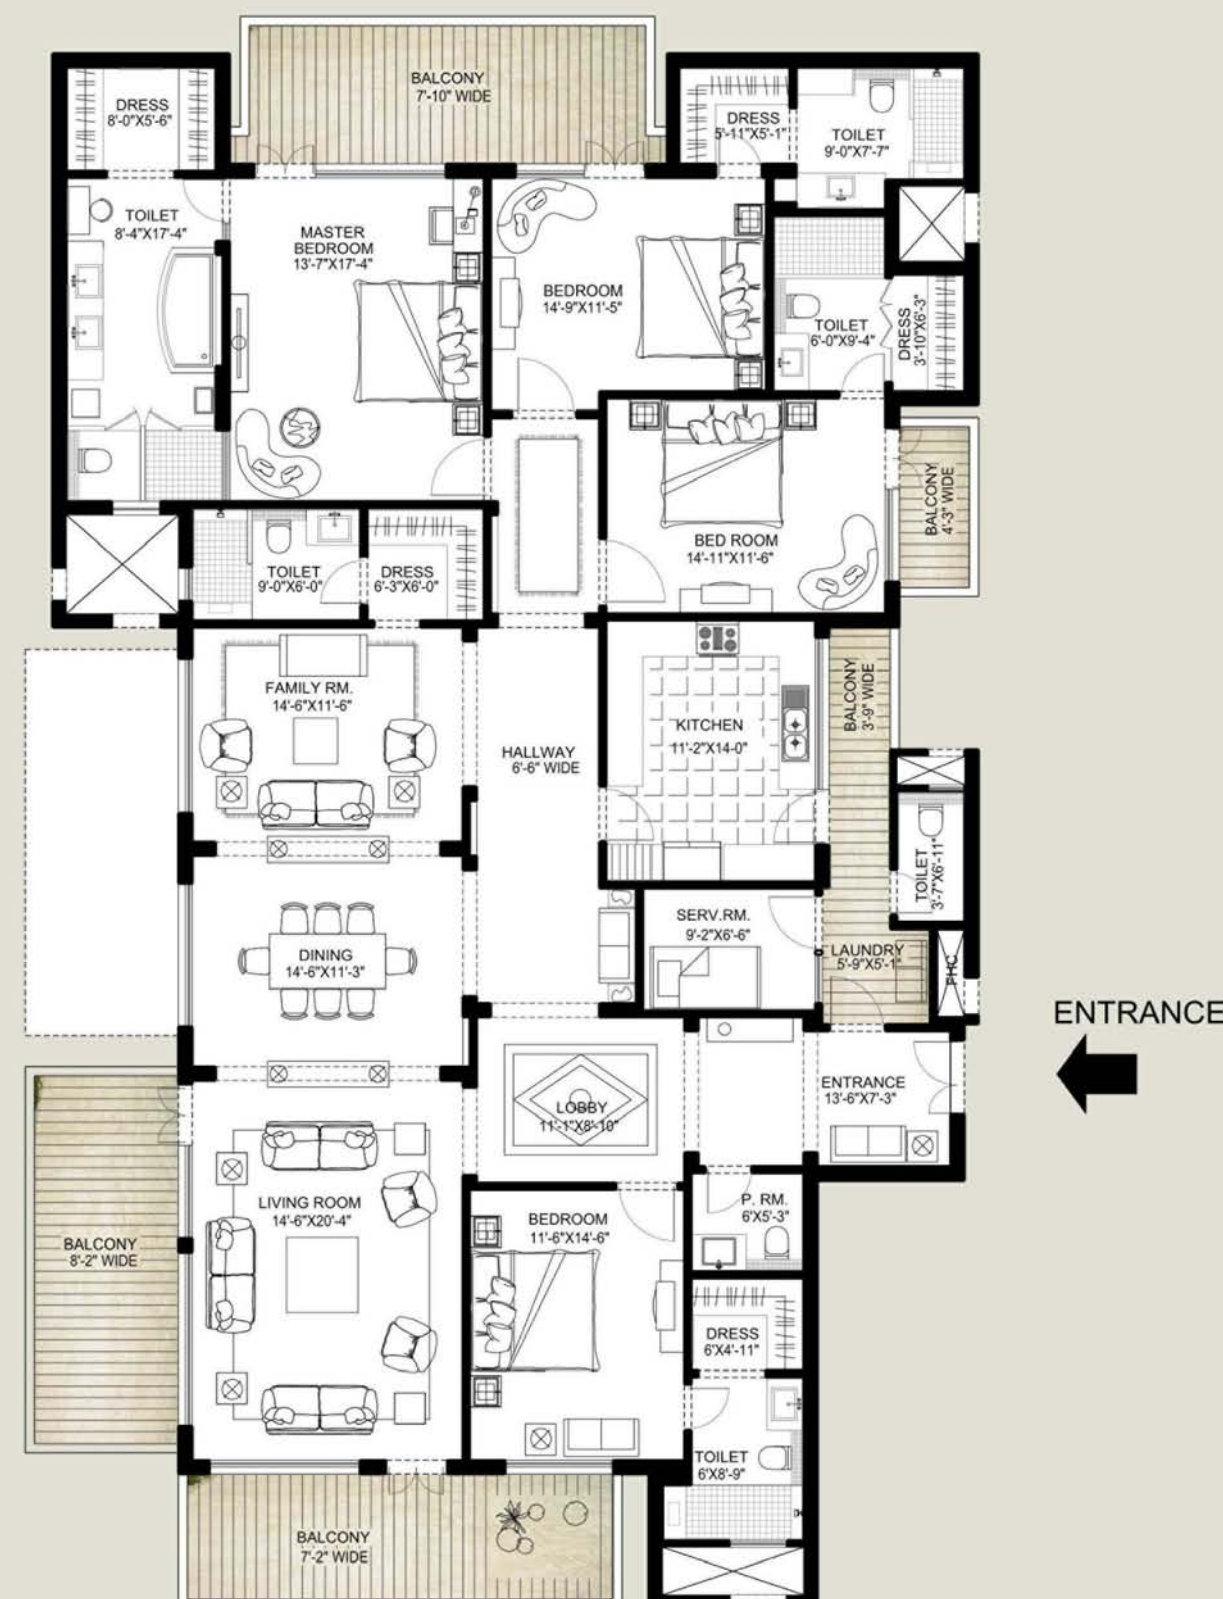 BALCONY
7'-10" WIDE
DRESS
8'-0"X5'-6"
DRESS
5'-11"X5'-1"
TOILET
9'-0"X7'-7"
TOILET
8'-4"X17'-4"
MASTER
BEDROOM
13'-7"X17'-4"
BEDROOM
14'-9"X11'-5"
TOILET
6'-0"X9'-4"
DRESS
3'-10"X6'-3"
BALCONY
4'-3" WIDE
BED ROOM
14'-11"X11'-6"
TOILET
9'-0"X6'-0"
DRESS
6'-3"X6'-0"
FAMILY RM.
14'-6"X11'-6"
HALLWAY
6'-6" WIDE
KITCHEN
11'-2"X14-0"
BALCONY
3'-9" WIDE
TOILET
3'-7"X6'-11"
SERV.RM.
9'-2"X6'-6"
LAUNDRY
5'-9"X5'-1"
FHC
DINING
14'-6"X11'-3"
ENTRANCE
ENTRANCE
13'-6"X7'-3"
LOBBY
11'-1"X8'-10"
LIVING ROOM
14'-6"X20'-4"
BALCONY
8'-2" WIDE
BEDROOM
11'-6"X14'-6"
P. RM.
6'X5'-3"
DRESS
6'X4'-11"
TOILET
6'X8'-9"
BALCONY
7'-2" WIDE